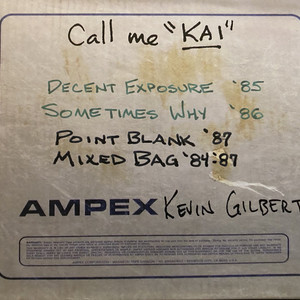 Call me "KAI"
DECENT EXPOSURE '85
SOMETIMES WHY '86
POINT BLANK '87
MIXED BAG '84-'87
AMPEX KEVIN GILBERT